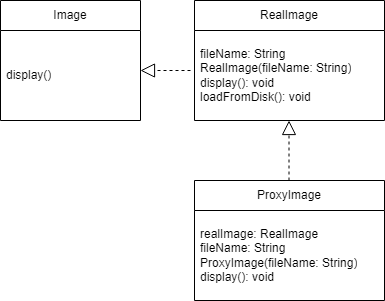 Image
display()
RealImage
fileName: String
RealImage(fileName: String)
display(): void
loadFromDisk(): void
ProxyImage
realImage: RealImage
fileName: String
ProxyImage(fileName: String)
display(): void